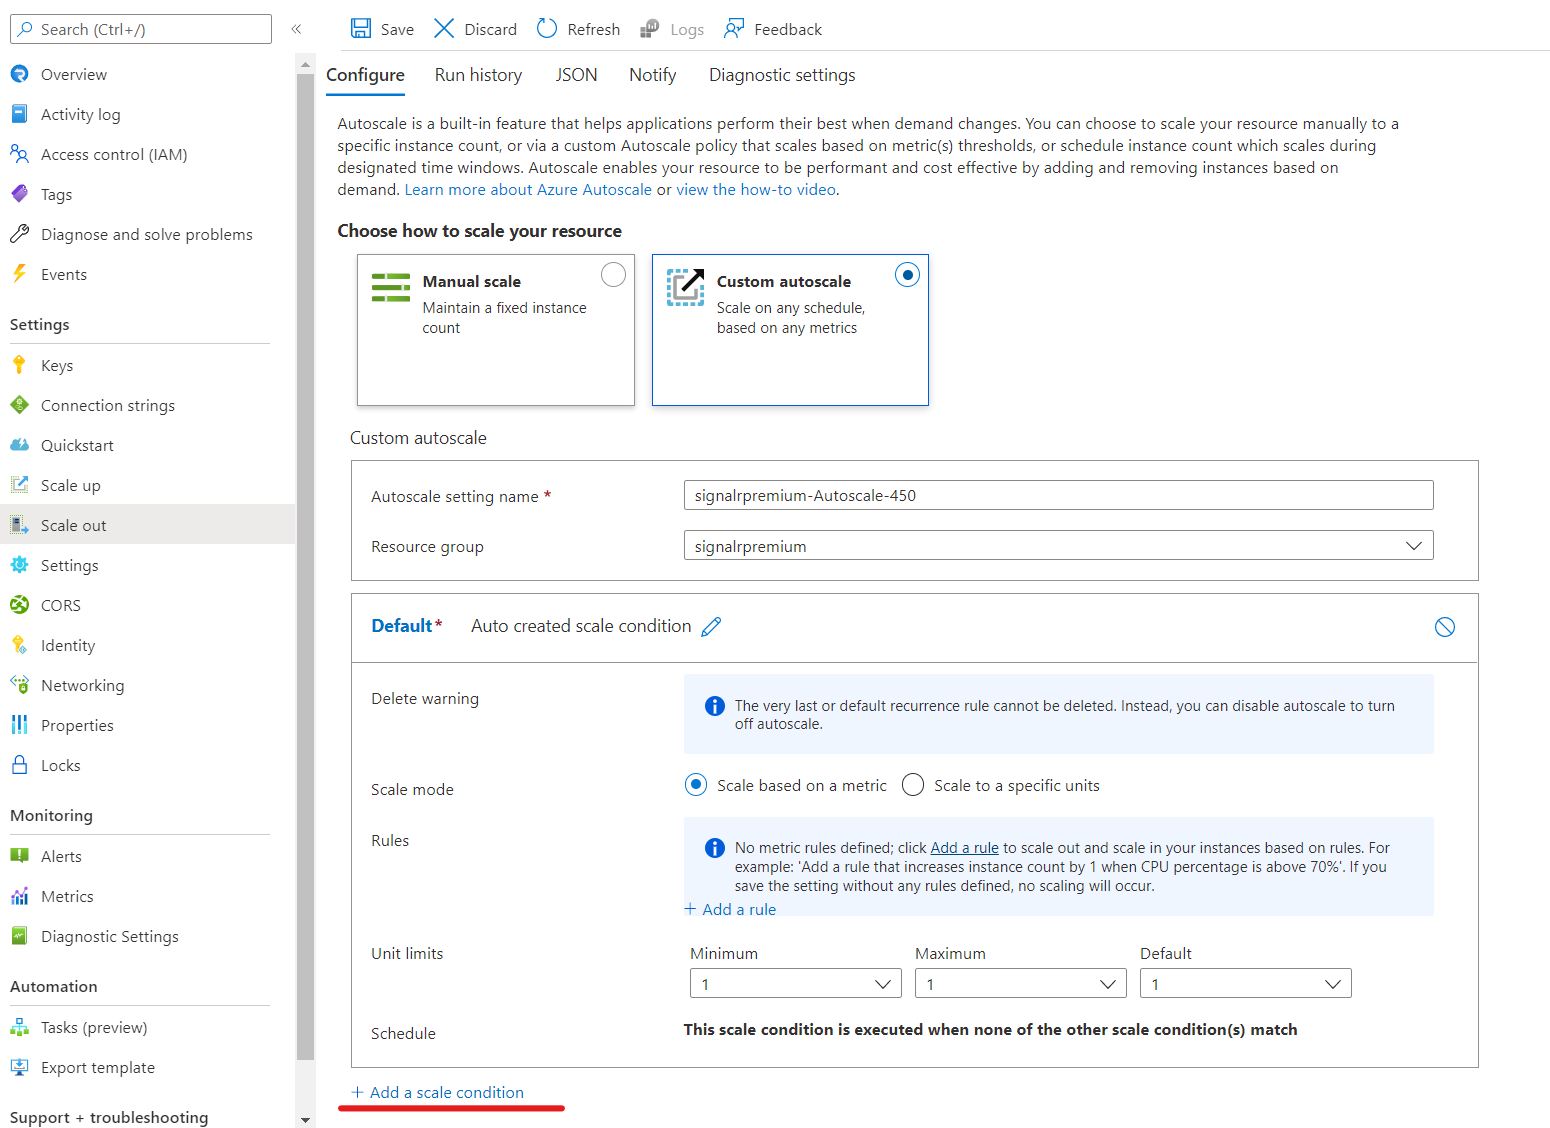 Search (Ctrl+/)
«
Overview
Activity log
Access control (IAM)
Tags
Diagnose and solve problems
Events
Settings
Keys
Connection strings
Quickstart
Scale up
Scale out
Settings
CORS
Identity
Networking
Properties
Locks
Monitoring
Alerts
Metrics
Diagnostic Settings
Automation
Tasks (preview)
Export template
Support + troubleshooting
Save
Discard
Refresh
Logs
Feedback
Configure
Run history
JSON
Notify
Diagnostic settings
Autoscale is a built-in feature that helps applications perform their best when demand changes. You can choose to scale your resource manually to a
specific instance count, or via a custom Autoscale policy that scales based on metric(s) thresholds, or schedule instance count which scales during
designated time windows. Autoscale enables your resource to be performant and cost effective by adding and removing instances based on
demand. Learn more about Azure Autoscale or view the how-to video.
Choose how to scale your resource
Manual scale
Maintain a fixed instance
count
Custom autoscale
Scale on any schedule,
based on any metrics
Custom autoscale
Autoscale setting name *
signalrpremium-Autoscale-450
Resource group
signalrpremium
Default* Auto created scale condition
Delete warning
The very last or default recurrence rule cannot be deleted. Instead, you can disable autoscale to turn
off autoscale.
Scale mode
Scale based on a metric
Scale to a specific units
Rules
No metric rules defined; click Add a rule to scale out and scale in your instances based on rules. For
example: 'Add a rule that increases instance count by 1 when CPU percentage is above 70%'. If you
save the setting without any rules defined, no scaling will occur.
+ Add a rule
Unit limits
Minimum
Maximum
Default
1
1
1
Schedule
This scale condition is executed when none of the other scale condition(s) match
+ Add a scale condition